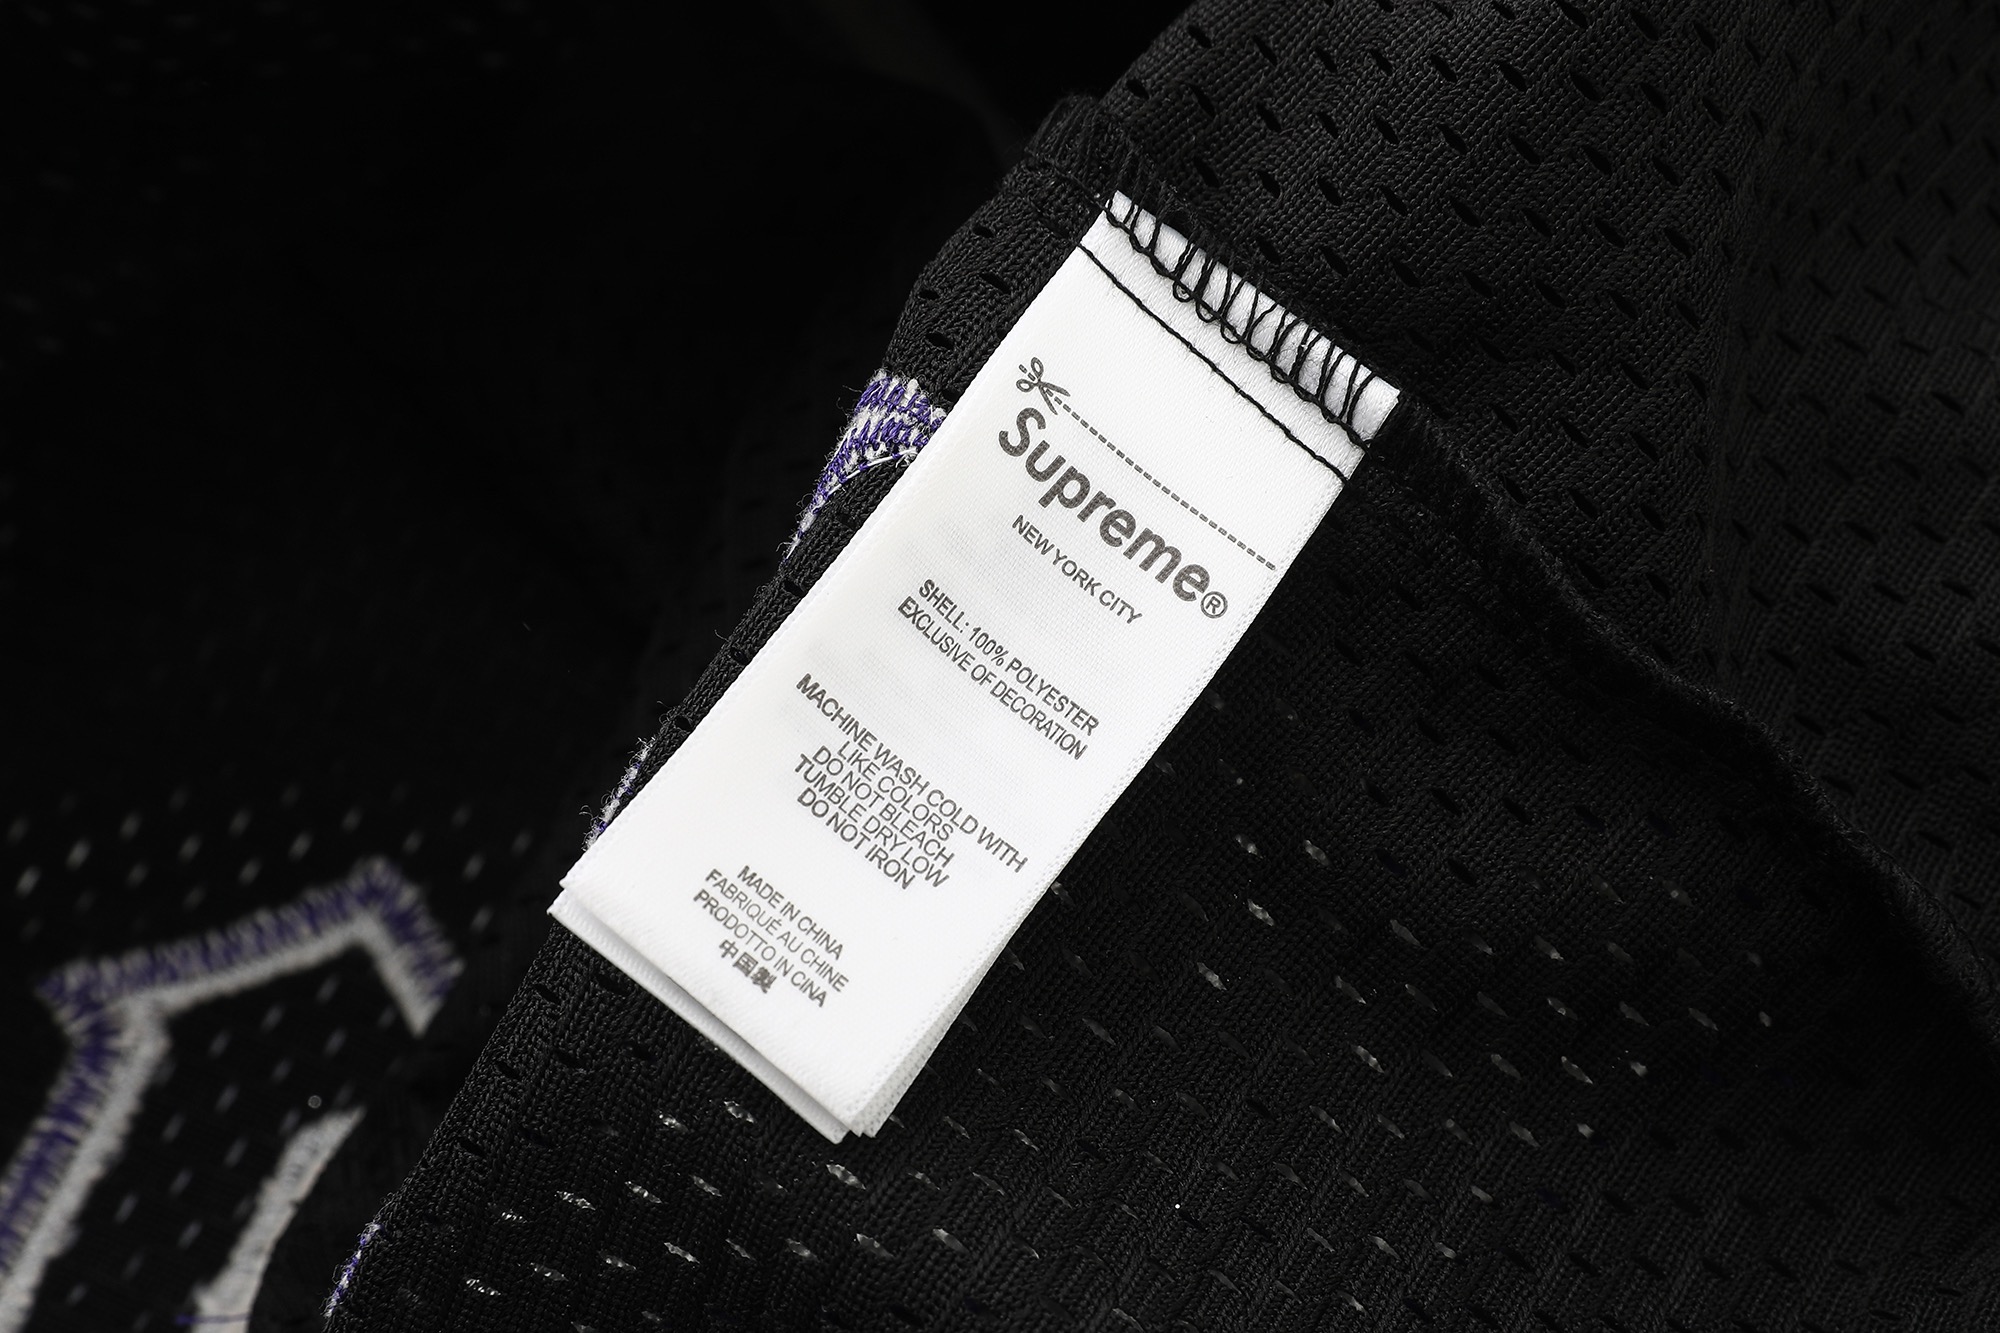 Supreme®
NEW YORK CITY
SHELL: 100% POLYESTER
EXCLUSIVE OF DECORATION
MACHINE WASH COLD WITH
LIKE COLORS
DO NOT BLEACH
TUMBLE DRY LOW
DO NOT IRON
MADE IN CHINA
FABRIQUÉ AU CHINE
PRODOTTO IN CINA
中国製